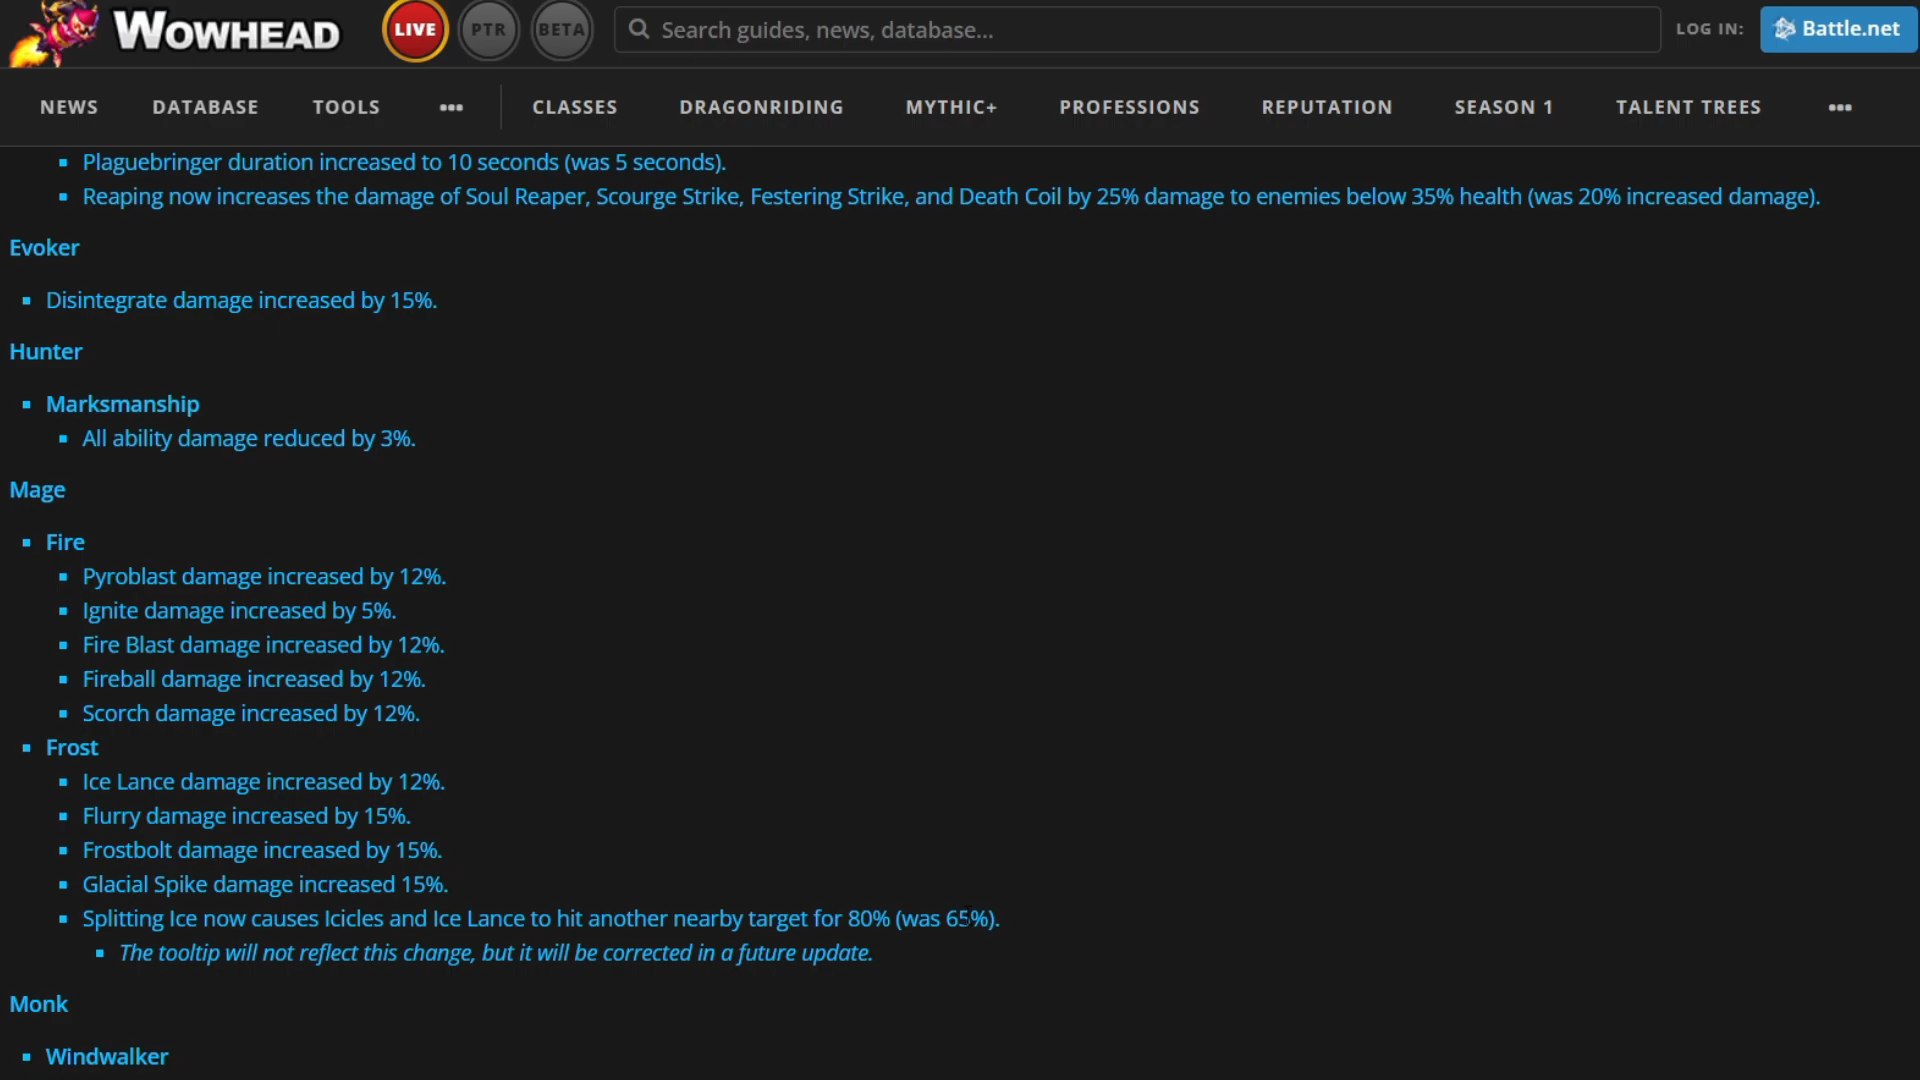 WOWHEAD LIVE PTR BETA Search guides, news, database... LOG IN: Battle.net
NEWS DATABASE TOOLS ••• CLASSES DRAGONRIDING MYTHIC+ PROFESSIONS REPUTATION SEASON 1 TALENT TREES •••
Plaguebringer duration increased to 10 seconds (was 5 seconds).
Reaping now increases the damage of Soul Reaper, Scourge Strike, Festering Strike, and Death Coil by 25% damage to enemies below 35% health (was 20% increased damage).
Evoker
Disintegrate damage increased by 15%.
Hunter
Marksmanship
All ability damage reduced by 3%.
Mage
Fire
Pyroblast damage increased by 12%.
Ignite damage increased by 5%.
Fire Blast damage increased by 12%.
Fireball damage increased by 12%.
Scorch damage increased by 12%.
Frost
Ice Lance damage increased by 12%.
Flurry damage increased by 15%.
Frostbolt damage increased by 15%.
Glacial Spike damage increased 15%.
Splitting Ice now causes Icicles and Ice Lance to hit another nearby target for 80% (was 65%).
The tooltip will not reflect this change, but it will be corrected in a future update.
Monk
Windwalker